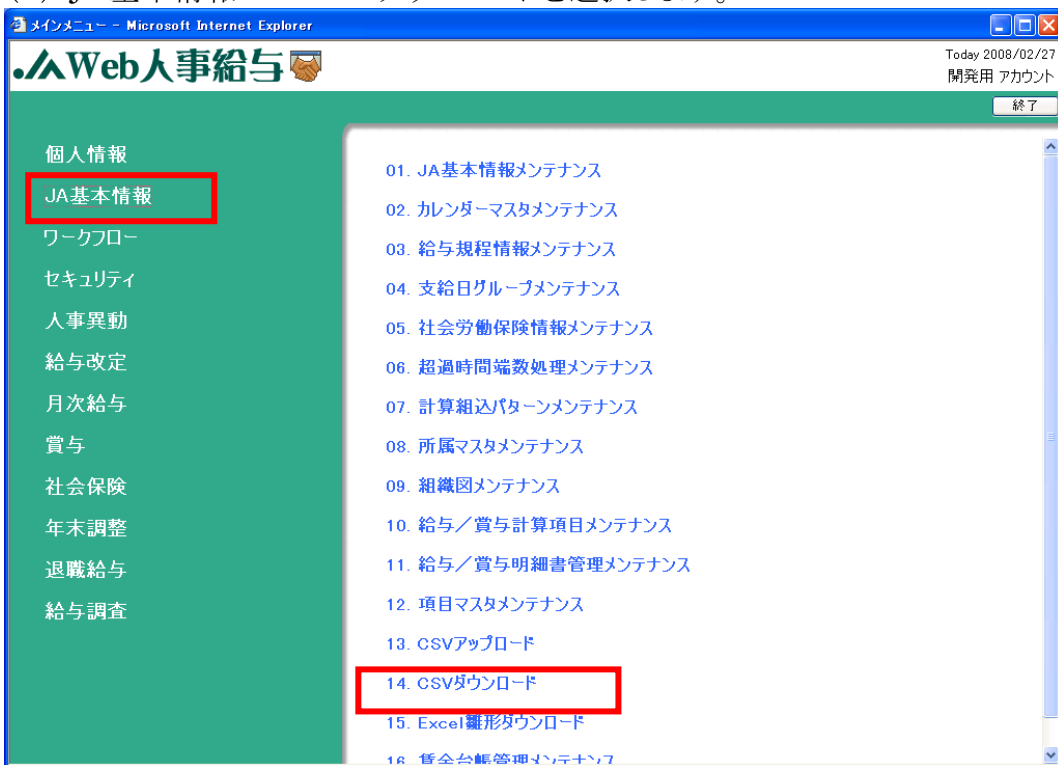 メインメニュー - Microsoft Internet Explorer
Web人事給与
Today 2008/02/27
開発用 アカウント
終了
個人情報
JA基本情報
ワークフロー
セキュリティ
人事異動
給与改定
月次給与
賞与
社会保険
年末調整
退職給与
給与調査
01. JA基本情報メンテナンス
02. カレンダーマスタメンテナンス
03. 給与規程情報メンテナンス
04. 支給日グループメンテナンス
05. 社会労働保険情報メンテナンス
06. 超過時間端数処理メンテナンス
07. 計算組込パターンメンテナンス
08. 所属マスタメンテナンス
09. 組織図メンテナンス
10. 給与／賞与計算項目メンテナンス
11. 給与／賞与明細書管理メンテナンス
12. 項目マスタメンテナンス
13. CSVアップロード
14. CSVダウンロード
15. Excel雛形ダウンロード
16. 賃金台帳管理メンテナンス